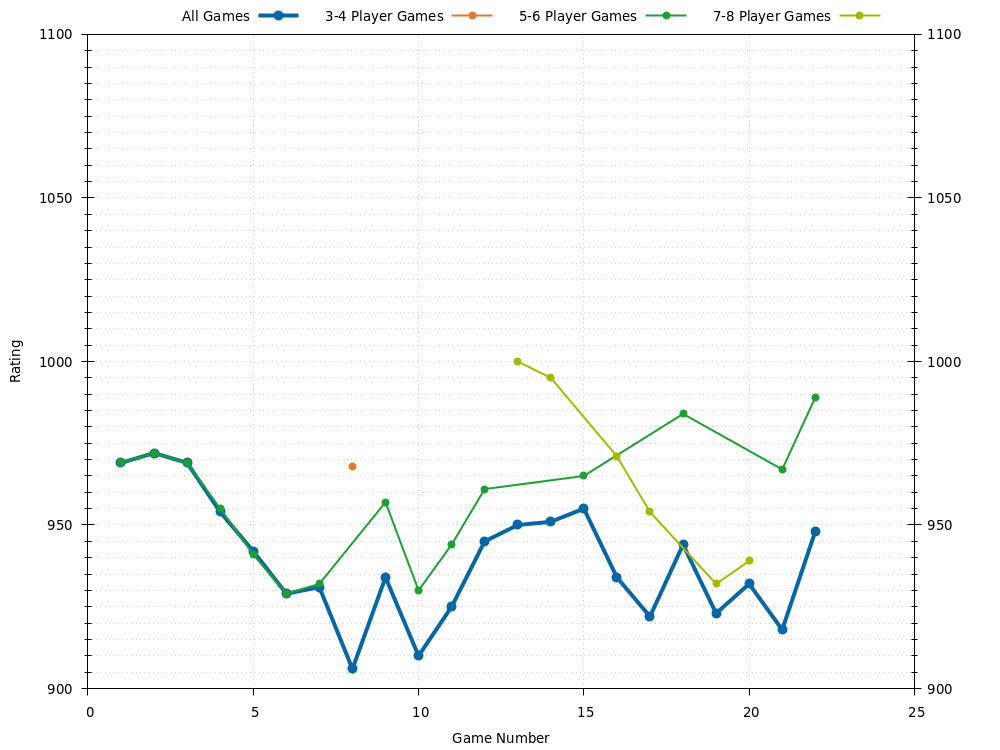 All Games 3-4 Player Games 5-6 Player Games 7-8 Player Games
1100 1100
1050 1050
1000 1000
Rating
950 950
900 900
0 5 10 15 20 25
Game Number